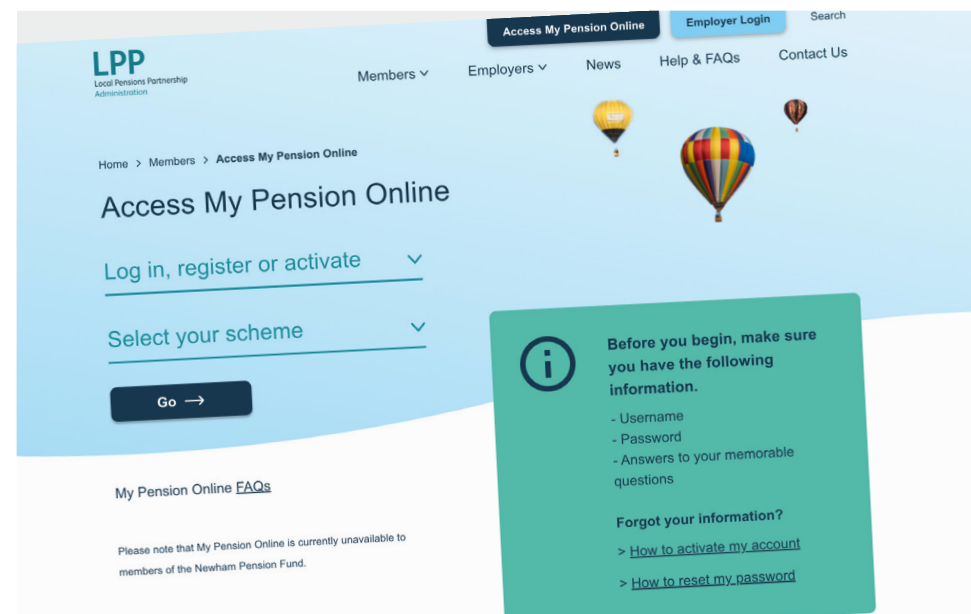 Access My Pension Online
Employer Login
Search
LPP
Local Pensions Partnership
Administration
Members
Employers
News
Help & FAQs
Contact Us
Home > Members > Access My Pension Online
Access My Pension Online
Log in, register or activate
Select your scheme
Go →
My Pension Online FAQs
Please note that My Pension Online is currently unavailable to
members of the Newham Pension Fund.
i
Before you begin, make sure
you have the following
information.
- Username
- Password
- Answers to your memorable
questions
Forgot your information?
> How to activate my account
> How to reset my password